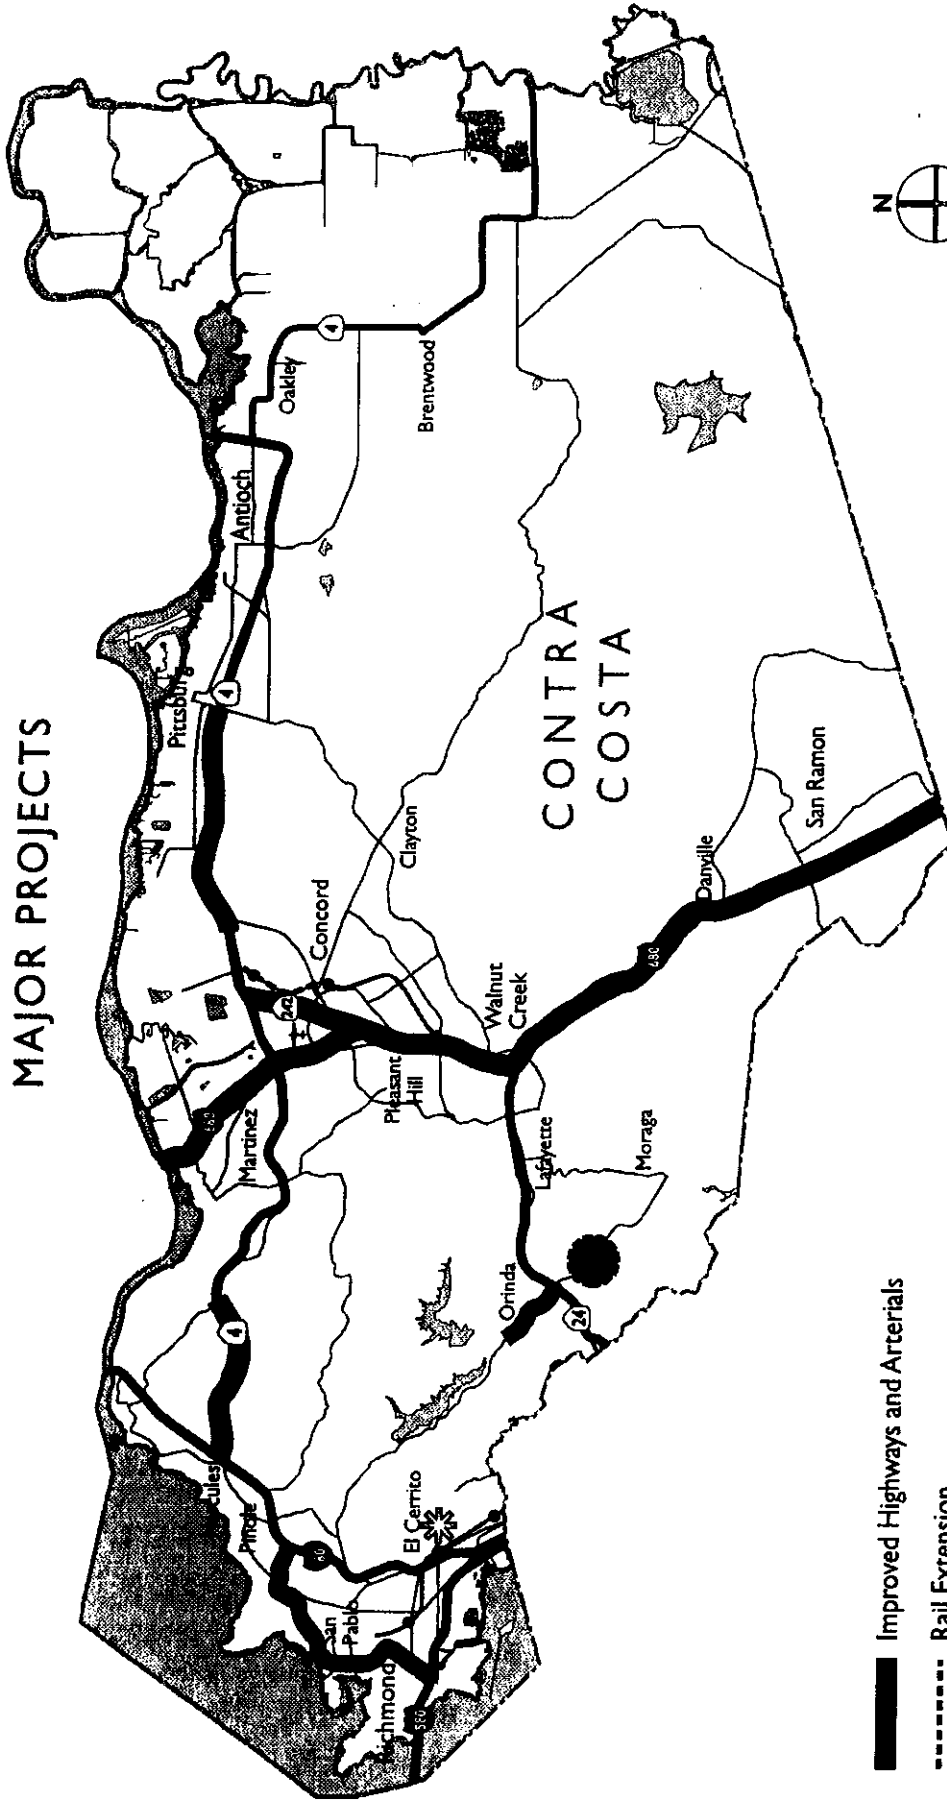 MAJOR PROJECTS
Pittsburg
4
Antioch
Oakley
4
Brentwood
Concord
Clayton
242
680
Martinez
Pleasant
Hill
Walnut
Creek
Lafayette
Moraga
Orinda
24
4
Pinole
80
San
Pablo
El Cerrito
Richmond
580
CONTRA
COSTA
680
Danville
San Ramon
N
Improved Highways and Arterials
Rail Extension